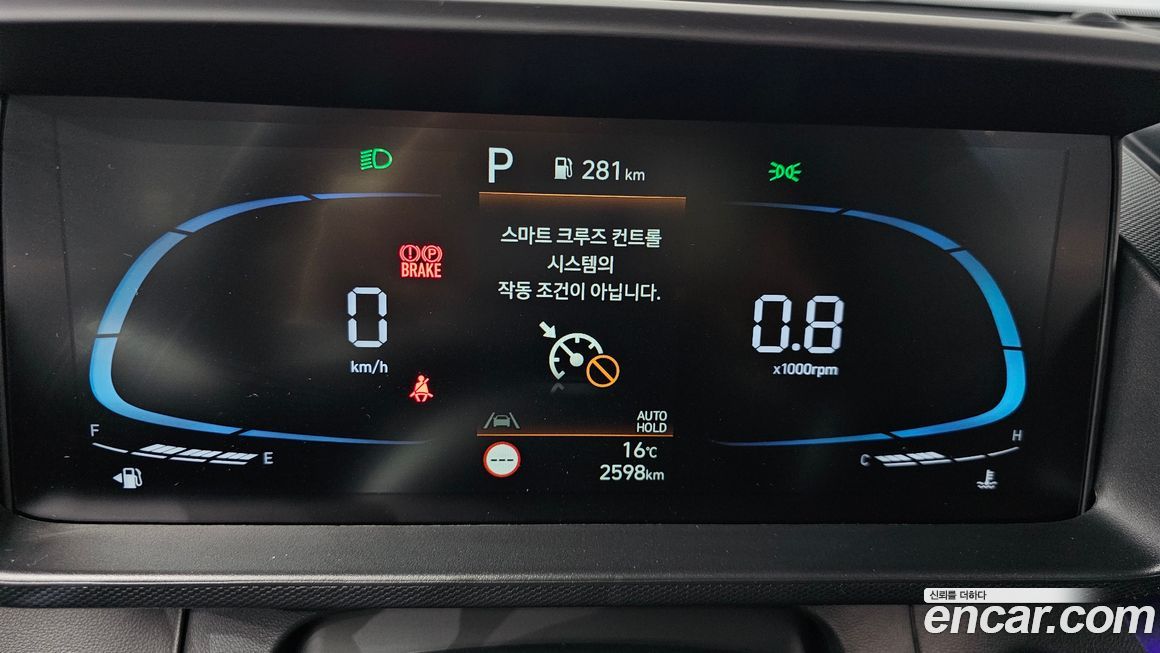 P 281 km
스마트 크루즈 컨트롤
시스템의
작동 조건이 아닙니다.
(!) (P)
BRAKE
0
km/h
0.8
x1000rpm
AUTO
HOLD
F E
---
16℃
2598km
C H
신뢰를 더하다
encar.com